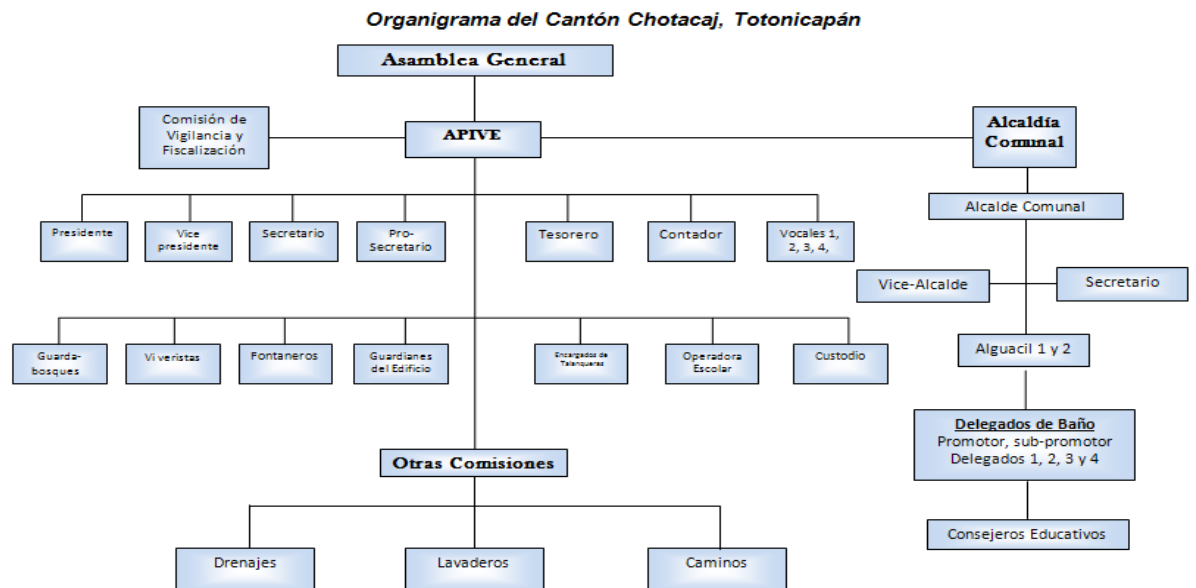 Organigrama del Cantón Chotacaj, Totonicapán
Asamblea General
Comisión de
Vigilancia y
Fiscalización
APIVE
Alcaldía
Comunal
Alcalde Comunal
Presidente
Vice
presidente
Secretario
Pro-
Secretario
Tesorero
Contador
Vocales 1,
2, 3, 4,
Vice-Alcalde
Secretario
Guarda-
bosques
Vi veristas
Fontaneros
Guardianes
del Edificio
Encargados de
Talanqueras
Operadora
Escolar
Custodio
Alguacil 1 y 2
Delegados de Baño
Promotor, sub-promotor
Delegados 1, 2, 3 y 4
Otras Comisiones
Consejeros Educativos
Drenajes
Lavaderos
Caminos